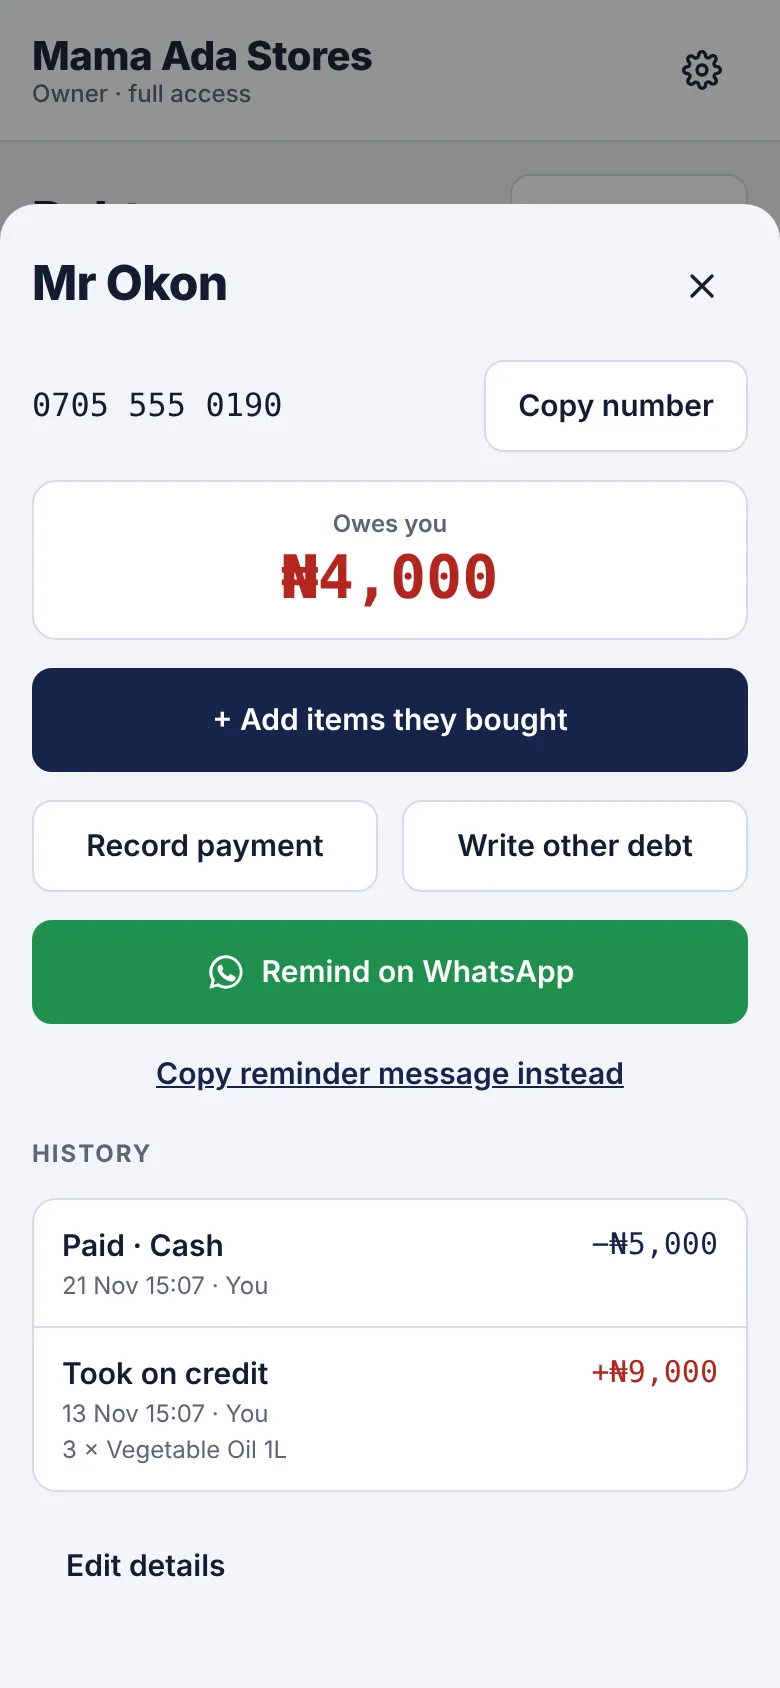 Mama Ada Stores
Owner · full access
Mr Okon
0705 555 0190
Copy number
Owes you
₦4,000
+ Add items they bought
Record payment
Write other debt
Remind on WhatsApp
Copy reminder message instead
HISTORY
Paid · Cash
−₦5,000
21 Nov 15:07 · You
Took on credit
+₦9,000
13 Nov 15:07 · You
3 × Vegetable Oil 1L
Edit details